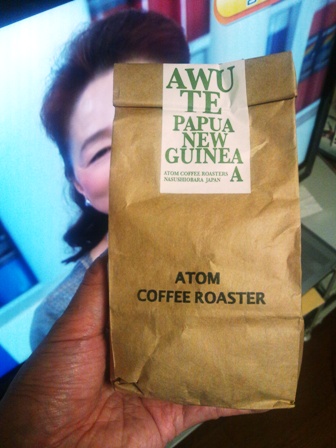 AWU
TE
PAPUA
NEW
GUINEA
A
ATOM COFFEE ROASTERS
NASUSHIOBARA JAPAN
ATOM
COFFEE ROASTER